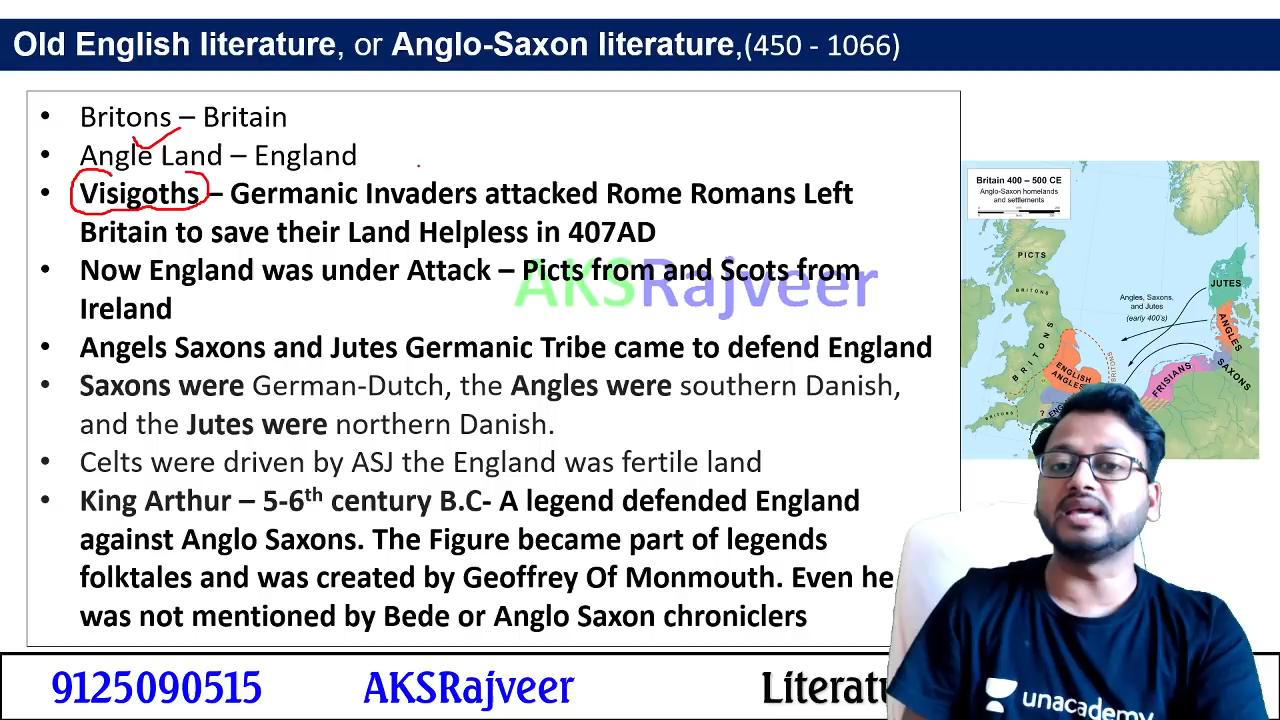 Old English literature, or Anglo-Saxon literature,(450 - 1066)
• Britons – Britain
• Angle Land – England
• Visigoths – Germanic Invaders attacked Rome Romans Left
Britain to save their Land Helpless in 407AD
• Now England was under Attack – Picts from and Scots from
Ireland
• Angels Saxons and Jutes Germanic Tribe came to defend England
• Saxons were German-Dutch, the Angles were southern Danish,
and the Jutes were northern Danish.
• Celts were driven by ASJ the England was fertile land
• King Arthur – 5-6th century B.C- A legend defended England
against Anglo Saxons. The Figure became part of legends
folktales and was created by Geoffrey Of Monmouth. Even he
was not mentioned by Bede or Anglo Saxon chroniclers
AKSRajveer
Britain 400 – 500 CE
Anglo-Saxon homelands
and settlements
PICTS
BRITONS
JUTES
Angles, Saxons,
and Jutes
(early 400's)
ANGLES
BRITONS
ENGLISH
ANGLES
SAXONS
FRISIANS
BRITONS
?
9125090515
AKSRajveer
unacademy